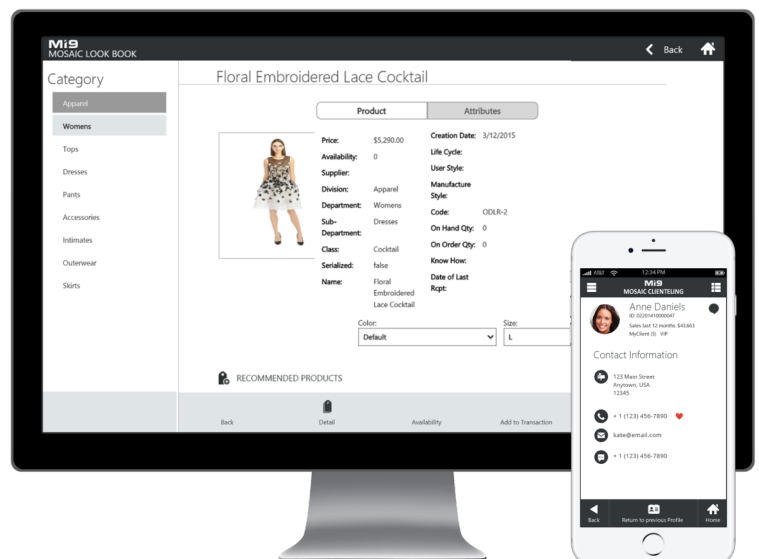 Mi9
MOSAIC LOOK BOOK
Back
Category
Apparel
Womens
Tops
Dresses
Pants
Accessories
Intimates
Outerwear
Skirts
Floral Embroidered Lace Cocktail
Product
Attributes
Price: $5,290.00
Availability: 0
Supplier:
Division: Apparel
Department: Womens
Sub-
Department: Dresses
Class: Cocktail
Serialized: false
Name: Floral
Embroidered
Lace Cocktail
Creation Date: 3/12/2015
Life Cycle:
User Style:
Manufacture
Style:
Code: ODLR-2
On Hand Qty: 0
On Order Qty: 0
Know How:
Date of Last
Rcpt:
Color:
Default
Size:
L
RECOMMENDED PRODUCTS
Back
Detail
Availability
Add to Transaction
AT&T 12:34 PM
Mi9
MOSAIC CLIENTELING
Anne Daniels
ID: 02201410000047
Sales last 12 months: $43,663
MyClient (I) VIP
Contact Information
123 Main Street
Anytown, USA
12345
+ 1 (123) 456-7890
kate@email.com
+ 1 (123) 456-7890
Back
Return to previous Profile
Home